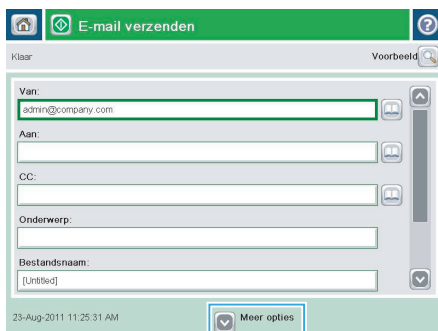 E-mail verzenden
Klaar
Voorbeeld
Van:
admin@company.com
Aan:
CC:
Onderwerp:
Bestandsnaam:
[Untitled]
23-Aug-2011 11:25:31 AM
Meer opties